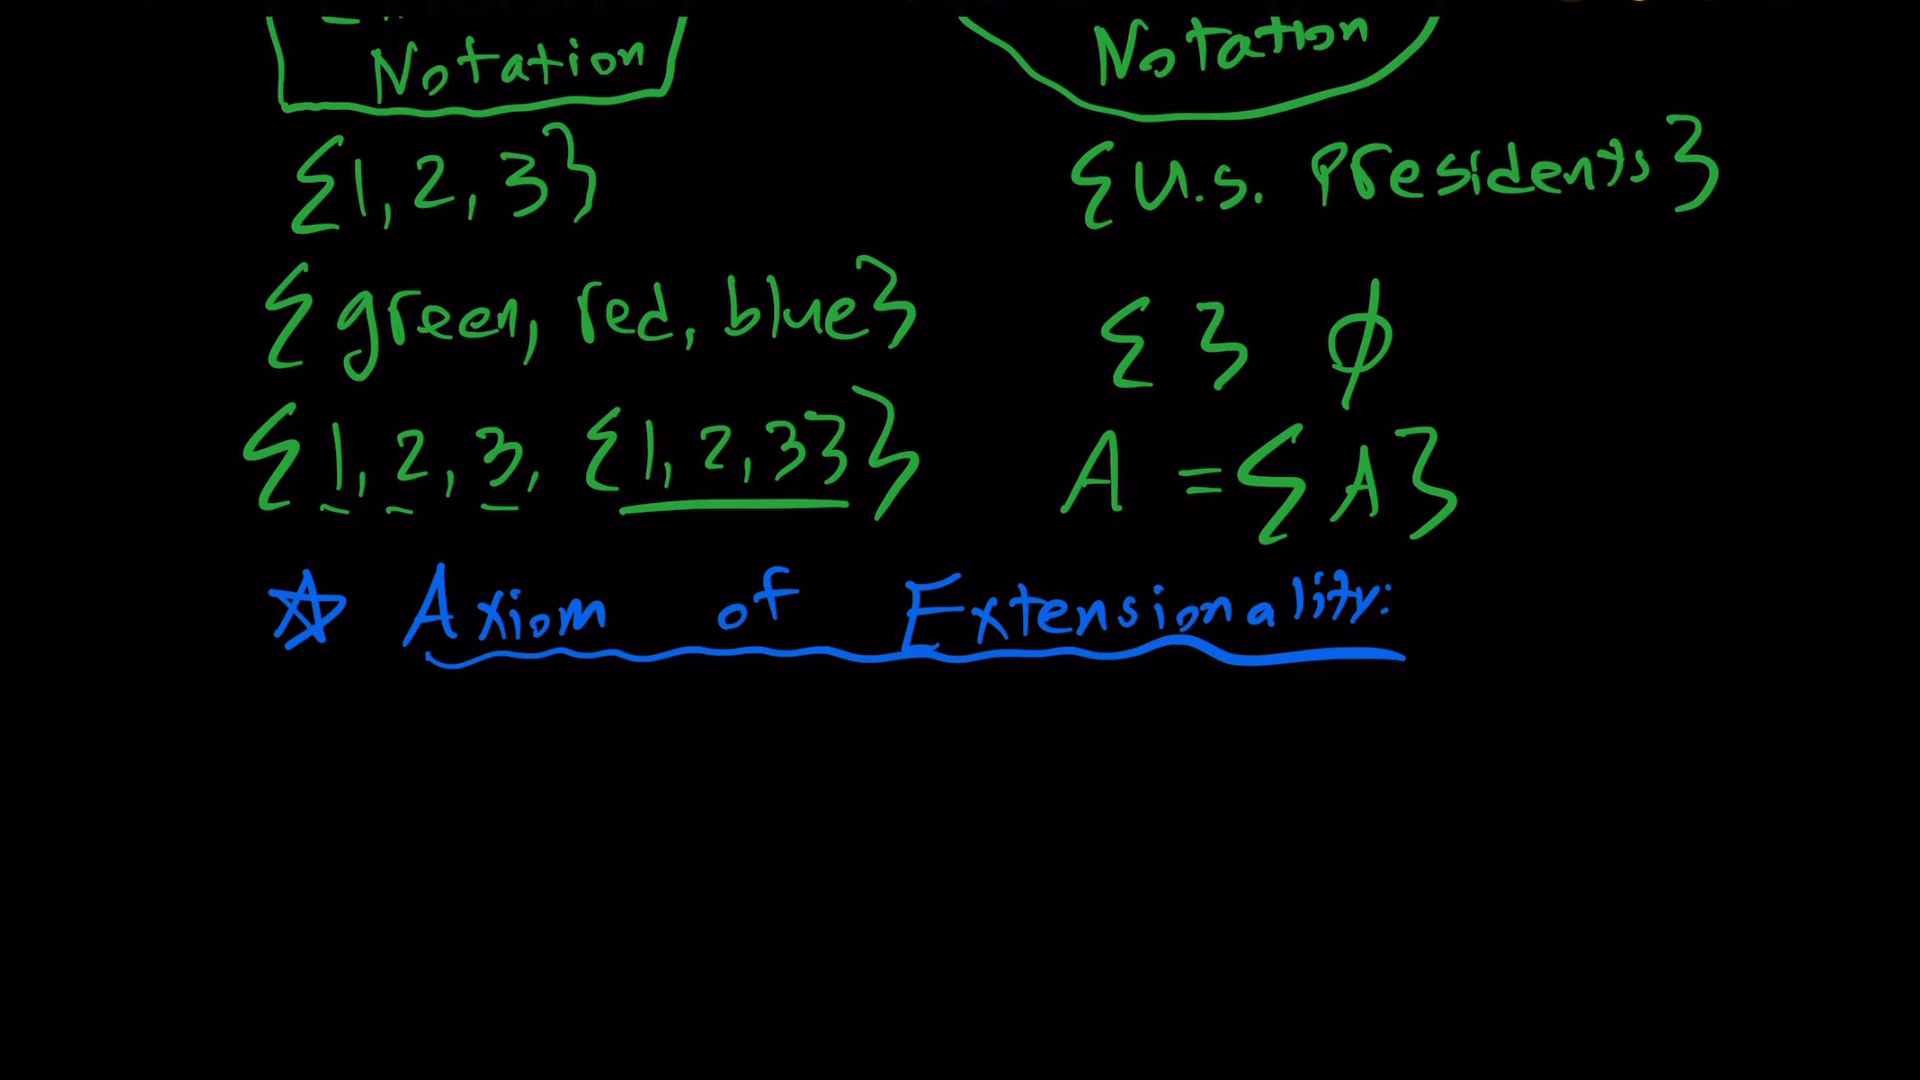 Notation
Notation
{1, 2, 3}
{U.S. Presidents}
{green, red, blue}
{ } ϕ
{1, 2, 3, {1, 2, 3}}
A = {A}
☆ Axiom of Extensionality: